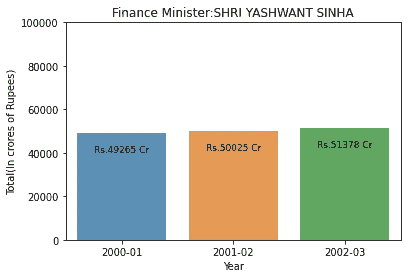 Finance Minister:SHRI YASHWANT SINHA
Total(In crores of Rupees)
100000
80000
60000
40000
20000
0
Rs.49265 Cr
Rs.50025 Cr
Rs.51378 Cr
2000-01
2001-02
2002-03
Year